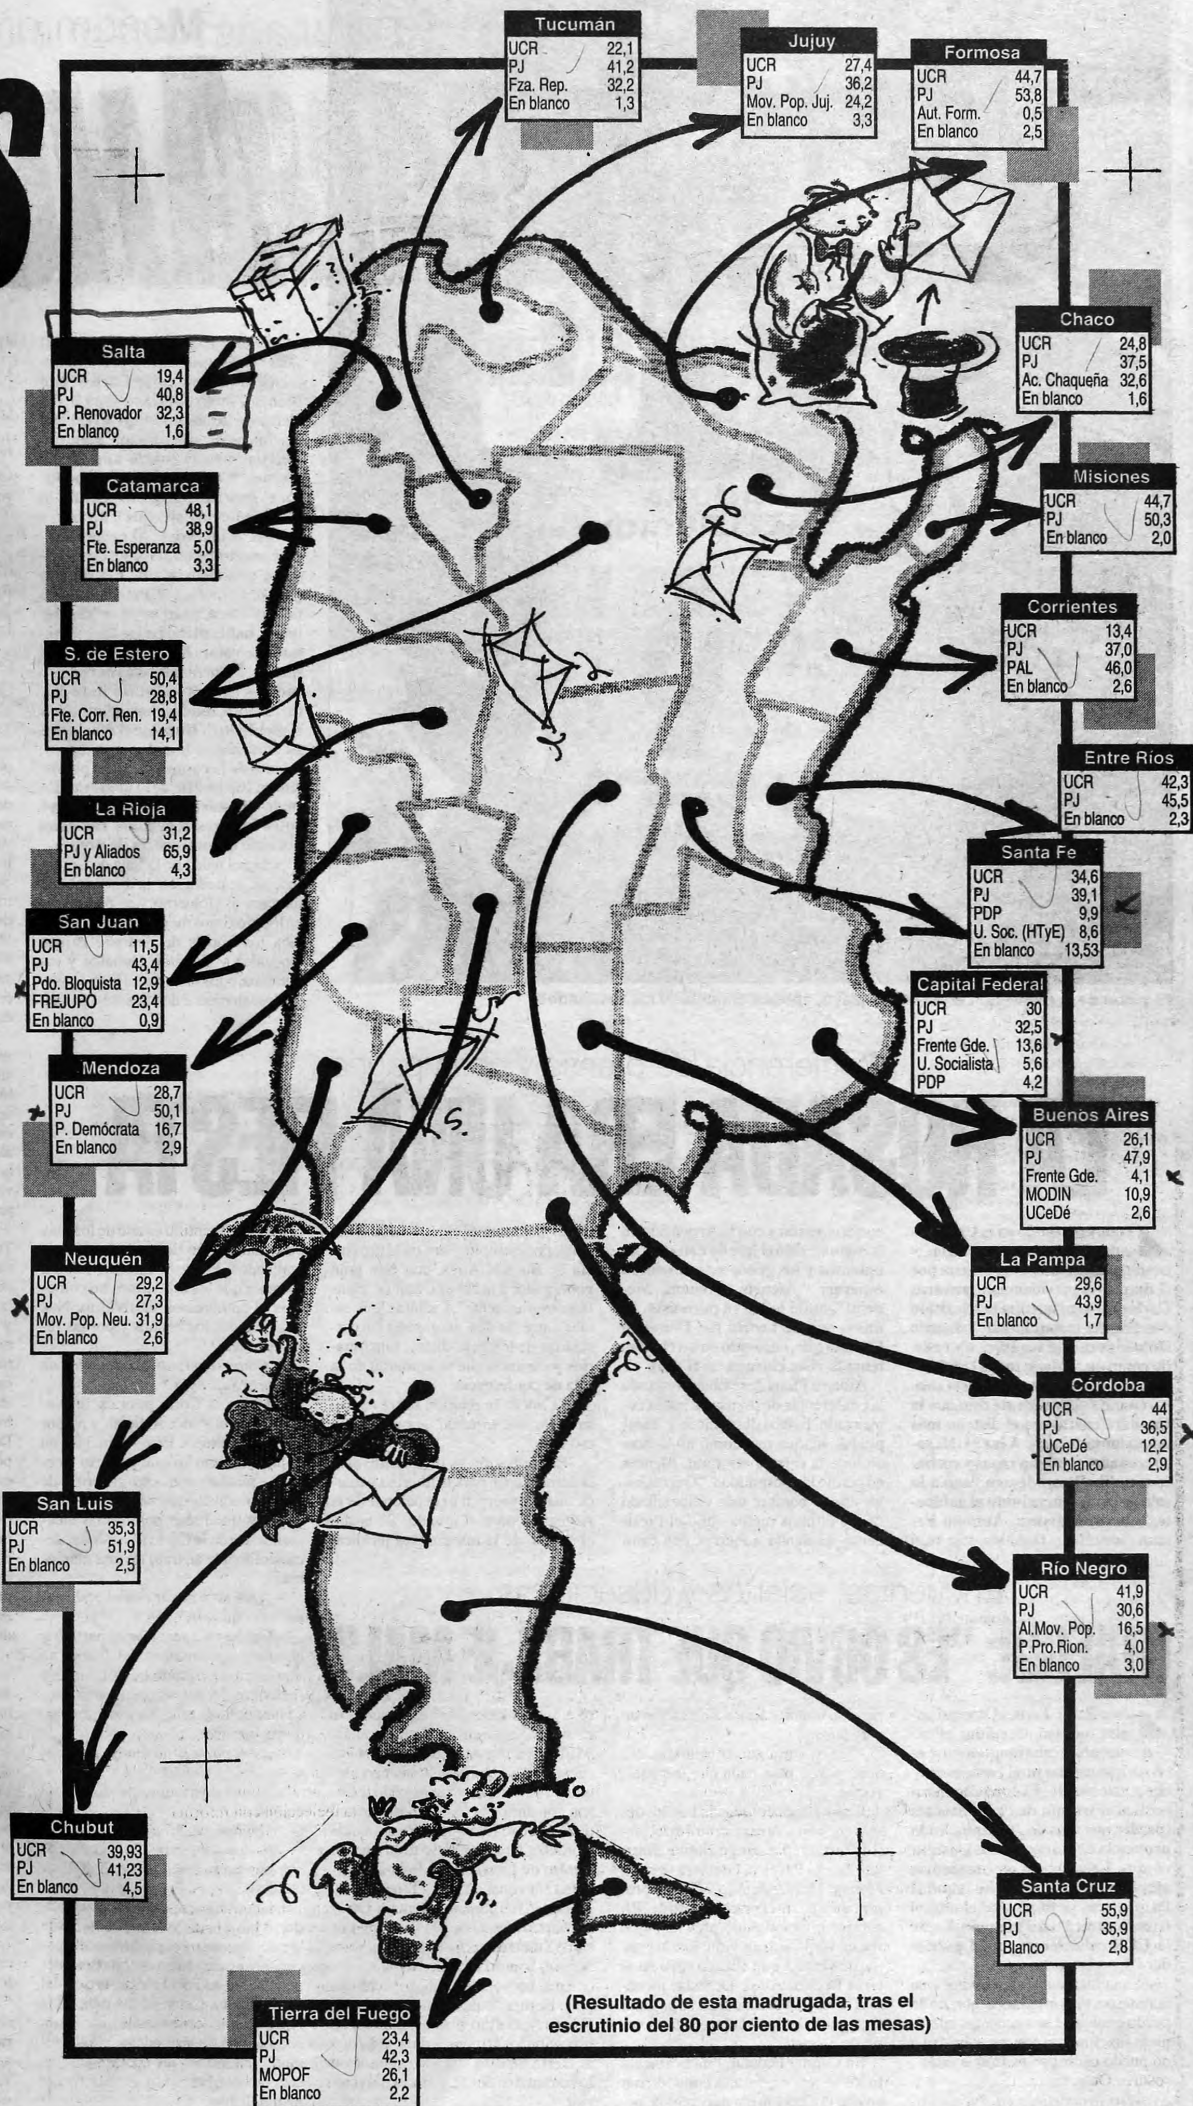 S
Tucumán
UCR 22,1
PJ 41,2
Fza. Rep. 32,2
En blanco 1,3
Jujuy
UCR 27,4
PJ 36,2
Mov. Pop. Juj. 24,2
En blanco 3,3
Formosa
UCR 44,7
PJ 53,8
Aut. Form. 0,5
En blanco 2,5
Salta
UCR 19,4
PJ 40,8
P. Renovador 32,3
En blanco 1,6
Chaco
UCR 24,8
PJ 37,5
Ac. Chaqueña 32,6
En blanco 1,6
Catamarca
UCR 48,1
PJ 38,9
Fte. Esperanza 5,0
En blanco 3,3
Misiones
UCR 44,7
PJ 50,3
En blanco 2,0
S. de Estero
UCR 50,4
PJ 28,8
Fte. Corr. Ren. 19,4
En blanco 14,1
Corrientes
UCR 13,4
PJ 37,0
PAL 46,0
En blanco 2,6
La Rioja
UCR 31,2
PJ y Aliados 65,9
En blanco 4,3
Entre Ríos
UCR 42,3
PJ 45,5
En blanco 2,3
Santa Fe
UCR 34,6
PJ 39,1
PDP 9,9
U. Soc. (HTyE) 8,6
En blanco 13,53
San Juan
UCR 11,5
PJ 43,4
Pdo. Bloquista 12,9
FREJUPO 23,4
En blanco 0,9
Capital Federal
UCR 30
PJ 32,5
Frente Gde. 13,6
U. Socialista 5,6
PDP 4,2
Mendoza
UCR 28,7
PJ 50,1
P. Demócrata 16,7
En blanco 2,9
Buenos Aires
UCR 26,1
PJ 47,9
Frente Gde. 4,1
MODIN 10,9
UCeDé 2,6
Neuquén
UCR 29,2
PJ 27,3
Mov. Pop. Neu. 31,9
En blanco 2,6
La Pampa
UCR 29,6
PJ 43,9
En blanco 1,7
Córdoba
UCR 44
PJ 36,5
UCeDé 12,2
En blanco 2,9
San Luis
UCR 35,3
PJ 51,9
En blanco 2,5
Río Negro
UCR 41,9
PJ 30,6
Al.Mov. Pop. 16,5
P.Pro.Rion. 4,0
En blanco 3,0
Chubut
UCR 39,93
PJ 41,23
En blanco 4,5
Santa Cruz
UCR 55,9
PJ 35,9
Blanco 2,8
Tierra del Fuego
UCR 23,4
PJ 42,3
MOPOF 26,1
En blanco 2,2
(Resultado de esta madrugada, tras el
escrutinio del 80 por ciento de las mesas)